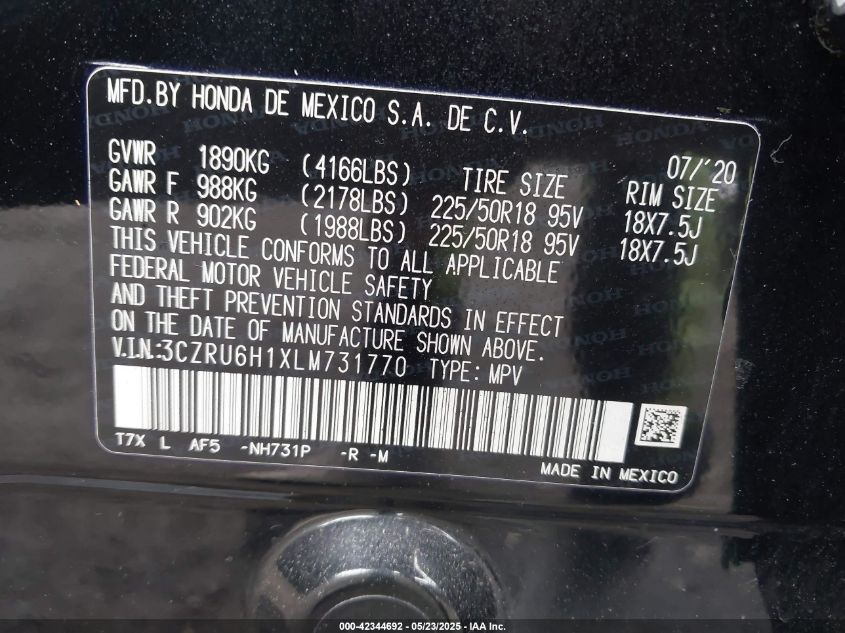 MFD.BY HONDA DE MEXICO S.A. DE C.V.
07/'20
GVWR 1890KG (4166LBS) TIRE SIZE RIM SIZE
GAWR F 988KG (2178LBS) 225/50R18 95V 18X7.5J
GAWR R 902KG (1988LBS) 225/50R18 95V 18X7.5J
THIS VEHICLE CONFORMS TO ALL APPLICABLE
FEDERAL MOTOR VEHICLE SAFETY
AND THEFT PREVENTION STANDARDS IN EFFECT
ON THE DATE OF MANUFACTURE SHOWN ABOVE.
V.I.N.:3CZRU6H1XLM731770 TYPE: MPV
T7X L AF5 -NH731P -R -M
MADE IN MEXICO
000-42344692 - 05/23/2025 - IAA Inc.